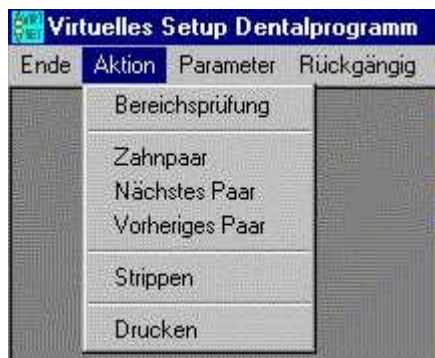 Virtuelles Setup Dentalprogramm
Ende Aktion Parameter Rückgängig
Bereichsprüfung
Zahnpaar
Nächstes Paar
Vorheriges Paar
Strippen
Drucken